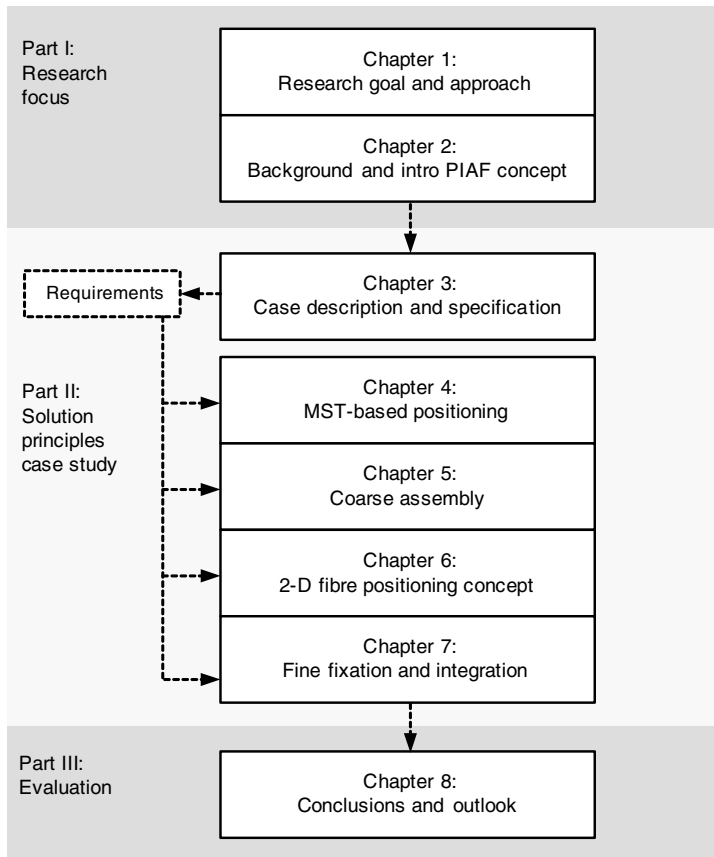 Part I:
Research
focus
Chapter 1:
Research goal and approach
Chapter 2:
Background and intro PIAF concept
Chapter 3:
Case description and specification
Requirements
Part II:
Solution
principles
case study
Chapter 4:
MST-based positioning
Chapter 5:
Coarse assembly
Chapter 6:
2-D fibre positioning concept
Chapter 7:
Fine fixation and integration
Part III:
Evaluation
Chapter 8:
Conclusions and outlook